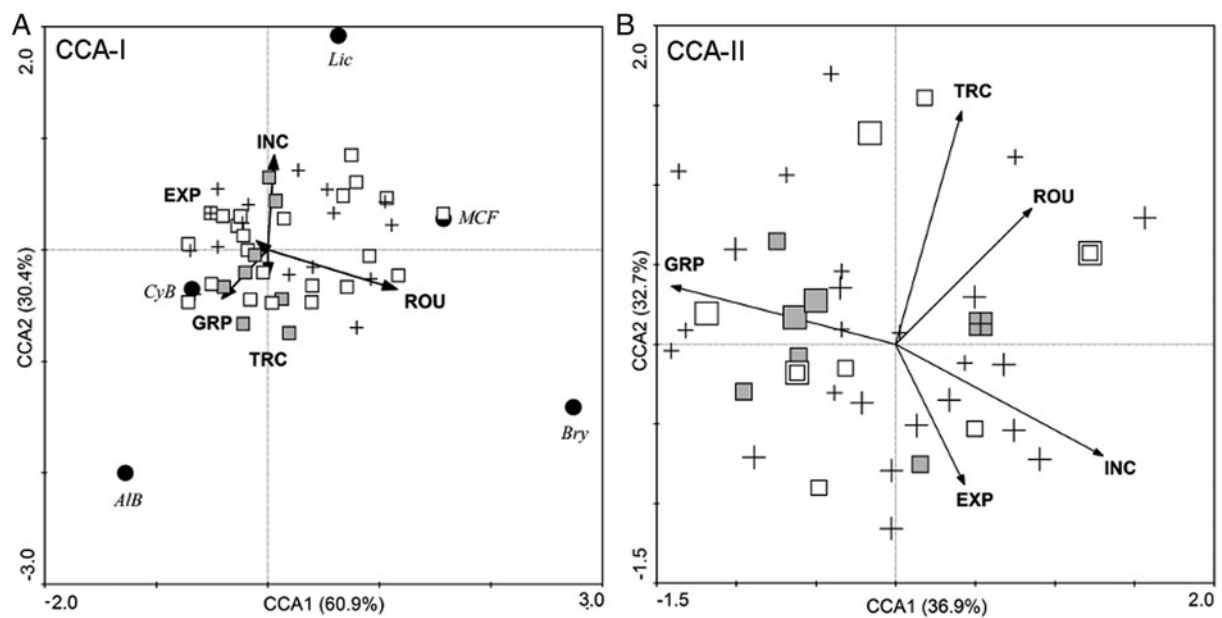 A
CCA-I
2.0
Lic
INC
EXP
MCF
CyB
ROU
GRP
TRC
CCA2 (30.4%)
Bry
AlB
-3.0
-2.0
CCA1 (60.9%)
3.0
B
CCA-II
2.0
TRC
ROU
GRP
CCA2 (32.7%)
INC
EXP
-1.5
-1.5
CCA1 (36.9%)
2.0